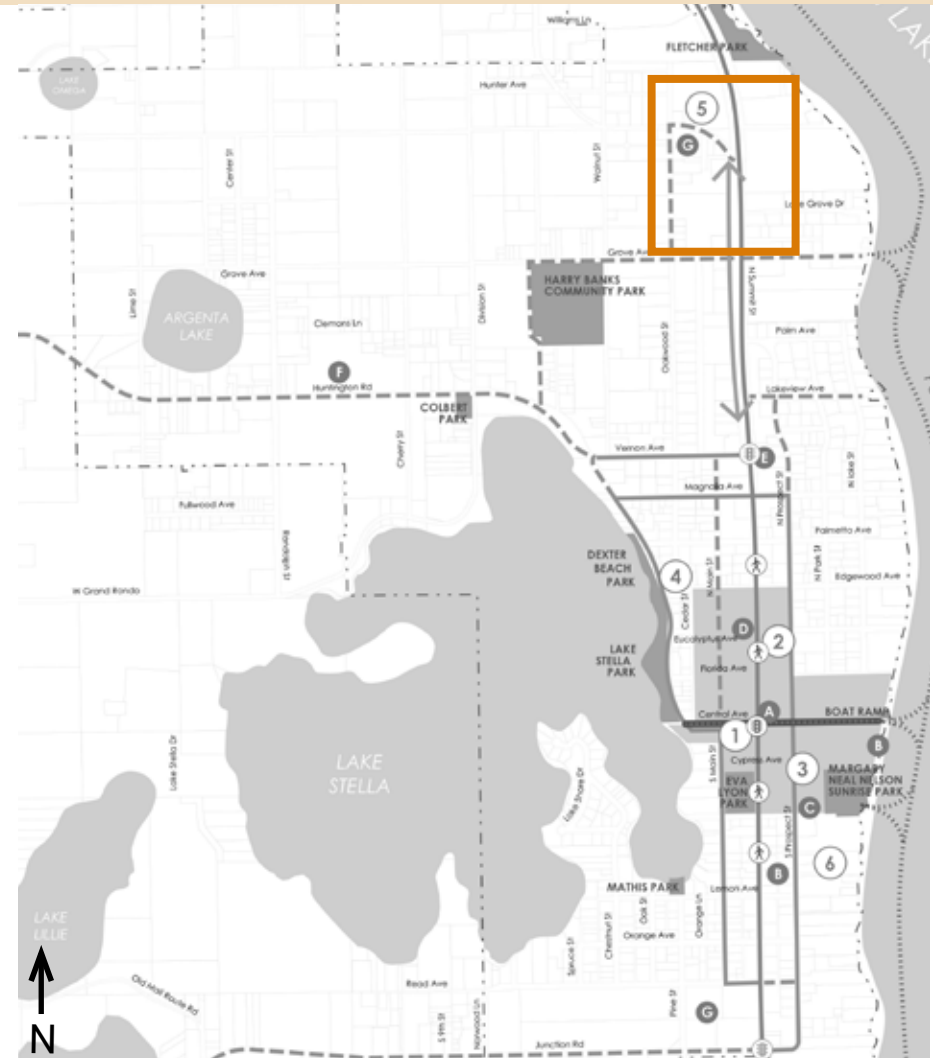 Williams Ln
LAKE
FLETCHER PARK
LAKE
OMEGA
Hunter Ave
5
G
Center St
Walnut St
Lake Grove Dr
Grove Ave
Grove Ave
HARRY BANKS
COMMUNITY PARK
N Summit St
Lime St
Division St
ARGENTA
LAKE
Clemons Ln
Palm Ave
Oakwood St
F
Huntington Rd
Lakeview Ave
COLBERT
PARK
Cherry St
Vernon Ave
E
N Lake St
Magnolia Ave
N Prospect St
Fullwood Ave
Palmetta Ave
Randolph St
DEXTER
BEACH
PARK
4
N Main St
N Park St
Edgewood Ave
W Grand Rondo
Cedar St
D
Eucalyptus Ave
2
LAKE
STELLA
PARK
Florida Ave
Central Ave
A
BOAT RAMP
1
B
Lake Stella Dr
LAKE
STELLA
S Main St
Cypress Ave
3
MARGARY
NEAL NELSON
SUNRISE PARK
EVA
LYON
PARK
Lake Shore Dr
C
S Prospect St
6
B
MATHIS PARK
Lemon Ave
LAKE
LILLIE
Oak St
Chestnut St
Orange Ln
Orange Ave
Spruce St
Read Ave
Old Mail Route Rd
Pine St
G
S 9th St
Norwood Ln
N
Junction Rd